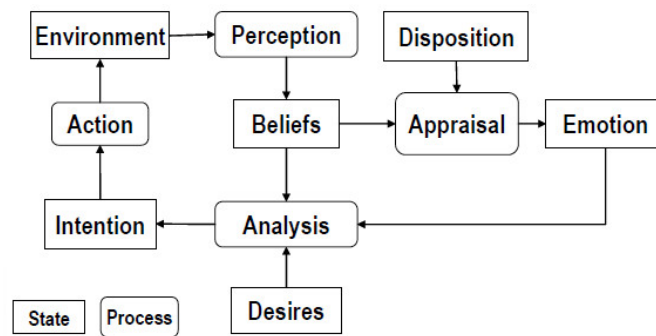 Environment
Perception
Disposition
Action
Beliefs
Appraisal
Emotion
Intention
Analysis
Desires
State
Process